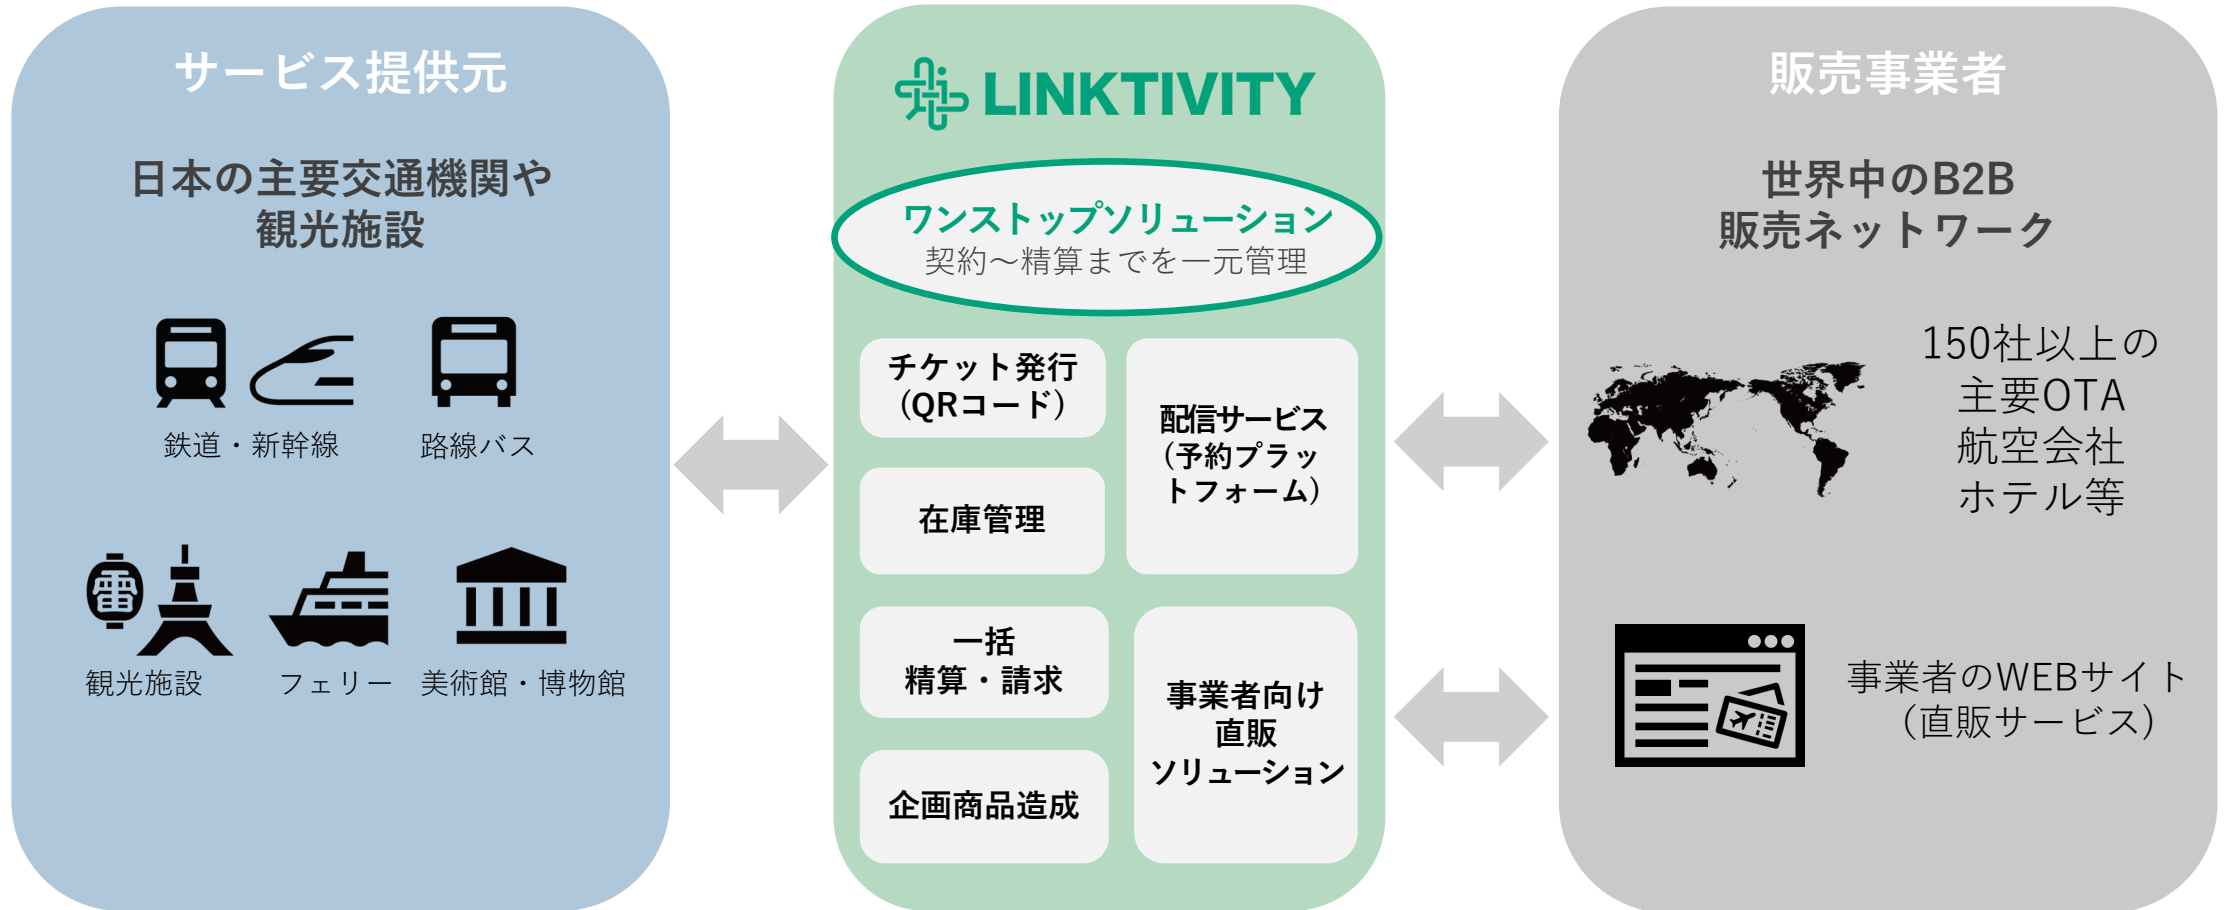 サービス提供元
日本の主要交通機関や
観光施設
鉄道・新幹線
路線バス
雷
観光施設
フェリー
美術館・博物館
LINKTIVITY
ワンストップソリューション
契約～精算までを一元管理
チケット発行
（QRコード）
在庫管理
一括
精算・請求
企画商品造成
配信サービス
（予約プラッ
トフォーム）
事業者向け
直販
ソリューション
販売事業者
世界中のB2B
販売ネットワーク
150社以上の
主要OTA
航空会社
ホテル等
事業者のWEBサイト
（直販サービス）